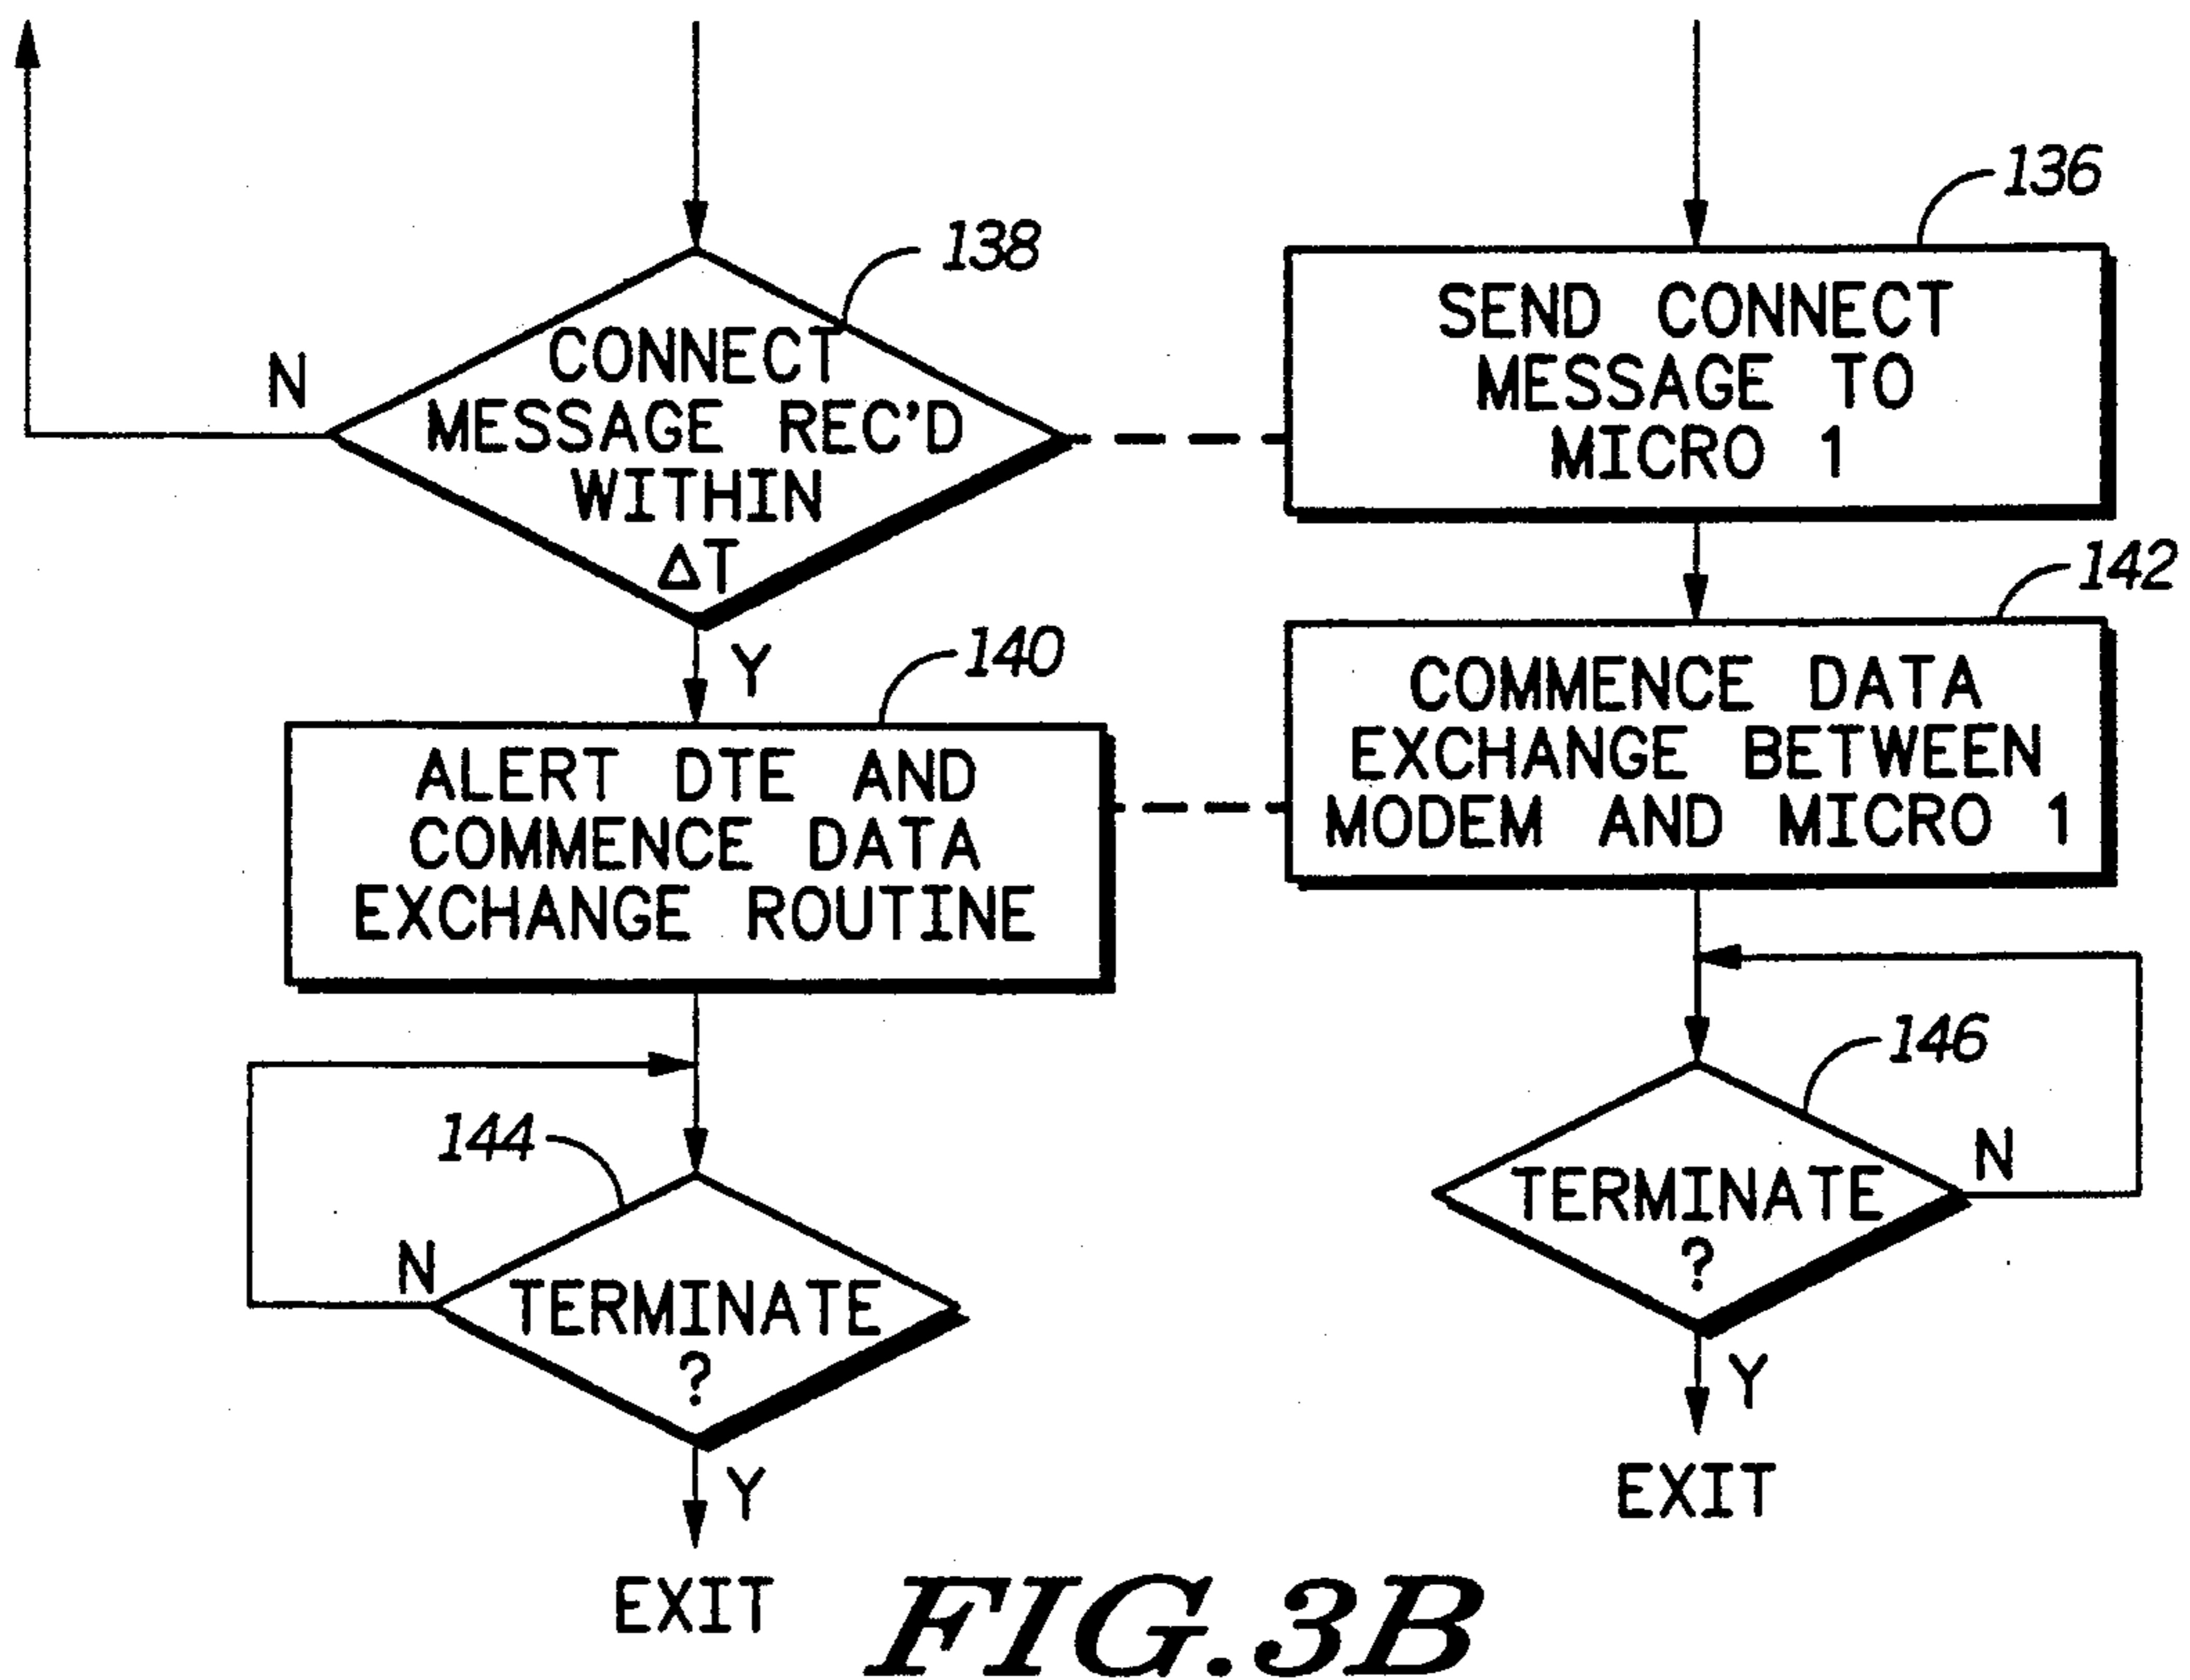 138
CONNECT
MESSAGE REC'D
WITHIN
ΔT
N
Y
136
SEND CONNECT
MESSAGE TO
MICRO 1
140
ALERT DTE AND
COMMENCE DATA
EXCHANGE ROUTINE
142
COMMENCE DATA
EXCHANGE BETWEEN
MODEM AND MICRO 1
144
N
TERMINATE
?
Y
EXIT
146
TERMINATE
?
N
Y
EXIT
FIG.3B